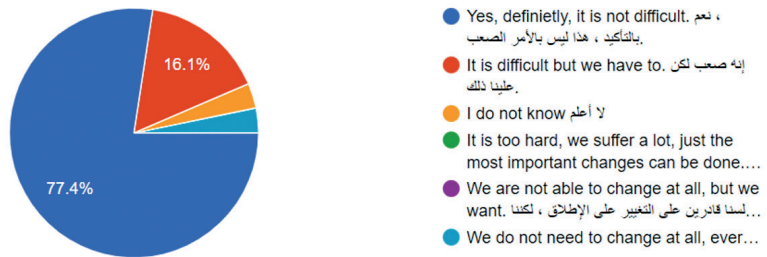 77.4%
16.1%
Yes, definietly, it is not difficult. نعم ،
بالتأكيد ، هذا ليس بالأمر الصعب.
It is difficult but we have to. إنه صعب لكن
علينا ذلك.
I do not know لا أعلم
It is too hard, we suffer a lot, just the
most important changes can be done.…
We are not able to change at all, but we
want. لسنا قادرين على التغيير على الإطلاق ، لكننا…
We do not need to change at all, ever…